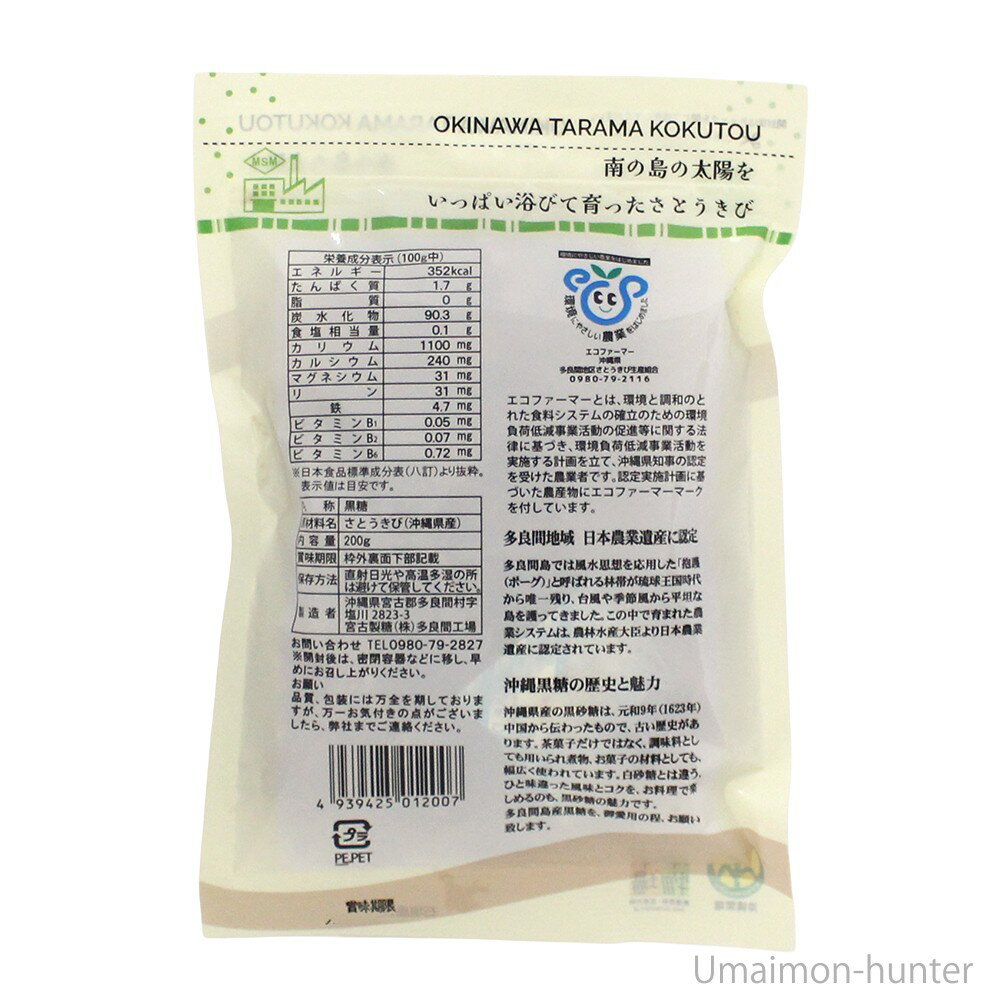 OKINAWA TARAMA KOKUTOU
MSM
南の島の太陽を
いっぱい浴びて育ったさとうきび
栄養成分表示(100g中)
エネルギー 352kcal
たんぱく質 1.7 g
脂質 0 g
炭水化物 90.3 g
食塩相当量 0.1 g
カリウム 1100 mg
カルシウム 240 mg
マグネシウム 31 mg
リン 31 mg
鉄 4.7 mg
ビタミンB1 0.05 mg
ビタミンB2 0.07 mg
ビタミンB6 0.72 mg
※日本食品標準成分表(八訂)より抜粋。
表示値は目安です。
称 黒糖
材料名 さとうきび(沖縄県産)
内容量 200g
賞味期限 枠外裏面下部記載
保存方法 直射日光や高温多湿の所
は避けて保管してください。
製造者 沖縄県宮古郡多良間村字
塩川 2823-3
宮古製糖(株)多良間工場
お問い合わせ TEL0980-79-2827
※開封後は、密閉容器などに移し、早
めにお召し上がりください。
お願い
品質、包装には万全を期しておりま
すが、万一お気付きの点がございま
したら、弊社までご連絡ください。
4 939425 012007
プラ
PE,PET
賞味期限
環境にやさしい農業をはじめました
環境にやさしい農業をはじめました
エコファーマー
沖縄県
多良間地区さとうきび生産組合
0980-79-2116
エコファーマーとは、環境と調和のと
れた食料システムの確立のための環境
負荷低減事業活動の促進等に関する法
律に基づき、環境負荷低減事業活動を
実施する計画を立て、沖縄県知事の認定
を受けた農業者です。認定実施計画に基
づいた農産物にエコファーマーマーク
を付しています。
多良間地域 日本農業遺産に認定
多良間島では風水思想を応用した「抱護
(ポーグ)」と呼ばれる林帯が琉球王国時代
から唯一残り、台風や季節風から平坦な
島を護ってきました。この中で育まれた農
業システムは、農林水産大臣より日本農業
遺産に認定されています。
沖縄黒糖の歴史と魅力
沖縄県産の黒砂糖は、元和9年(1623年)
中国から伝わったもので、古い歴史があ
ります。茶菓子だけではなく、調味料とし
ても用いられ煮物、お菓子の材料としても、
幅広く使われています。白砂糖とは違う、
ひと味違った風味とコクを、お料理で楽
しめるのも、黒砂糖の魅力です。
多良間島産黒糖を、御愛用の程、お願い
致します。
Umaimon-hunter